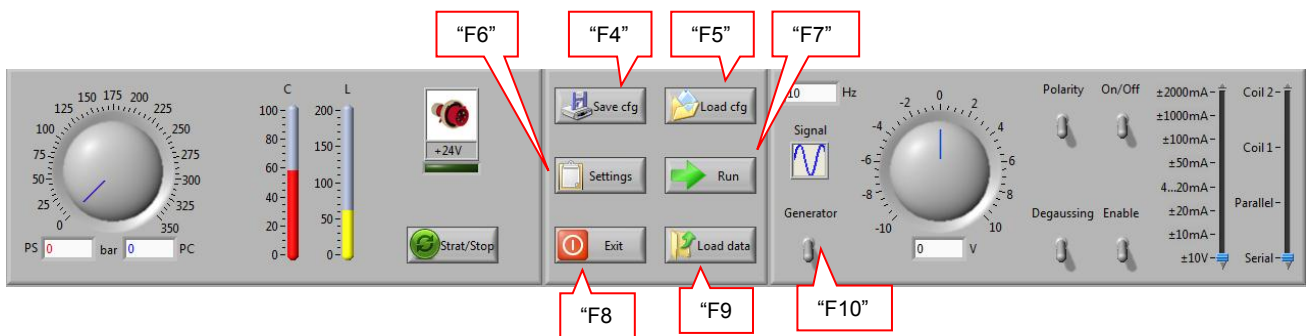 “F6”
“F4”
“F5”
“F7”
0
25
50
75
100
125
150
175
200
225
250
275
300
325
350
PS 0 bar 0 PC
C
100
80
60
40
20
0
L
200
150
100
50
0
+24V
Strat/Stop
Save cfg
Load cfg
Settings
Run
Exit
Load data
10 Hz
Signal
Generator
-10
-8
-6
-4
-2
0
2
4
6
8
10
0 V
Polarity
On/Off
Degaussing
Enable
±2000mA
±1000mA
±100mA
±50mA
4...20mA
±20mA
±10mA
±10V
Coil 2
Coil 1
Parallel
Serial
“F8
“F9
“F10”